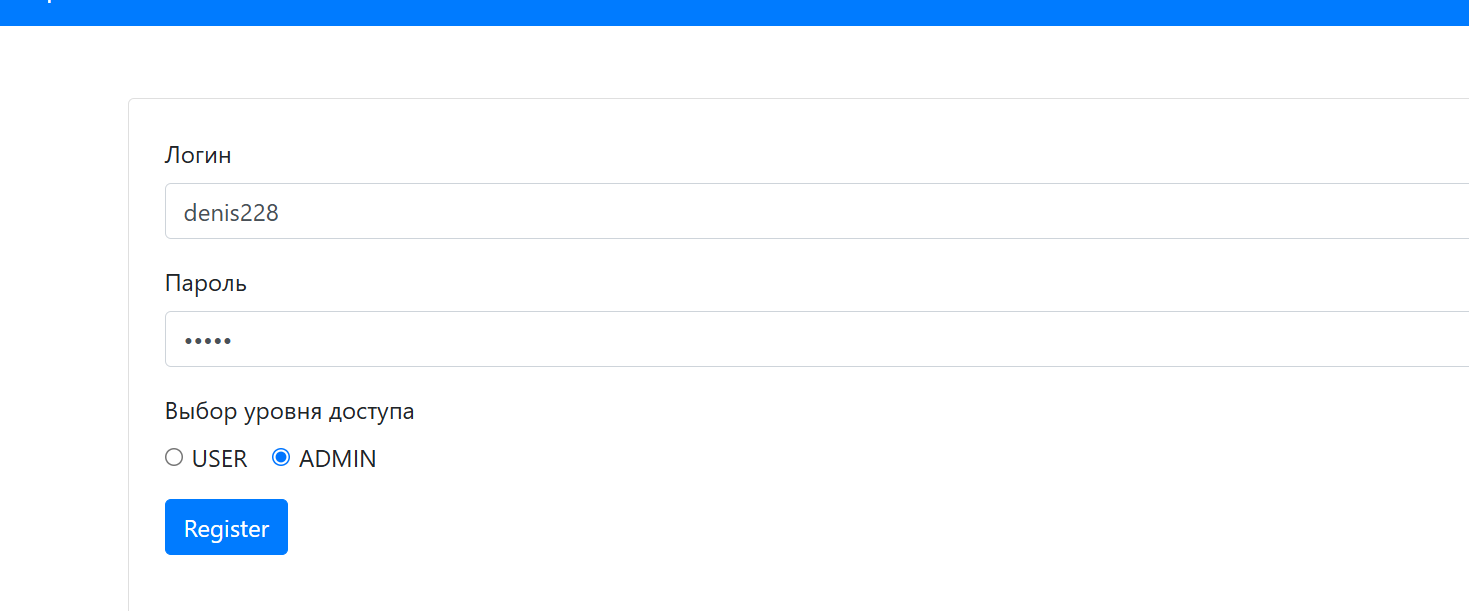 Логин
denis228
Пароль
•••••
Выбор уровня доступа
USER ADMIN
Register